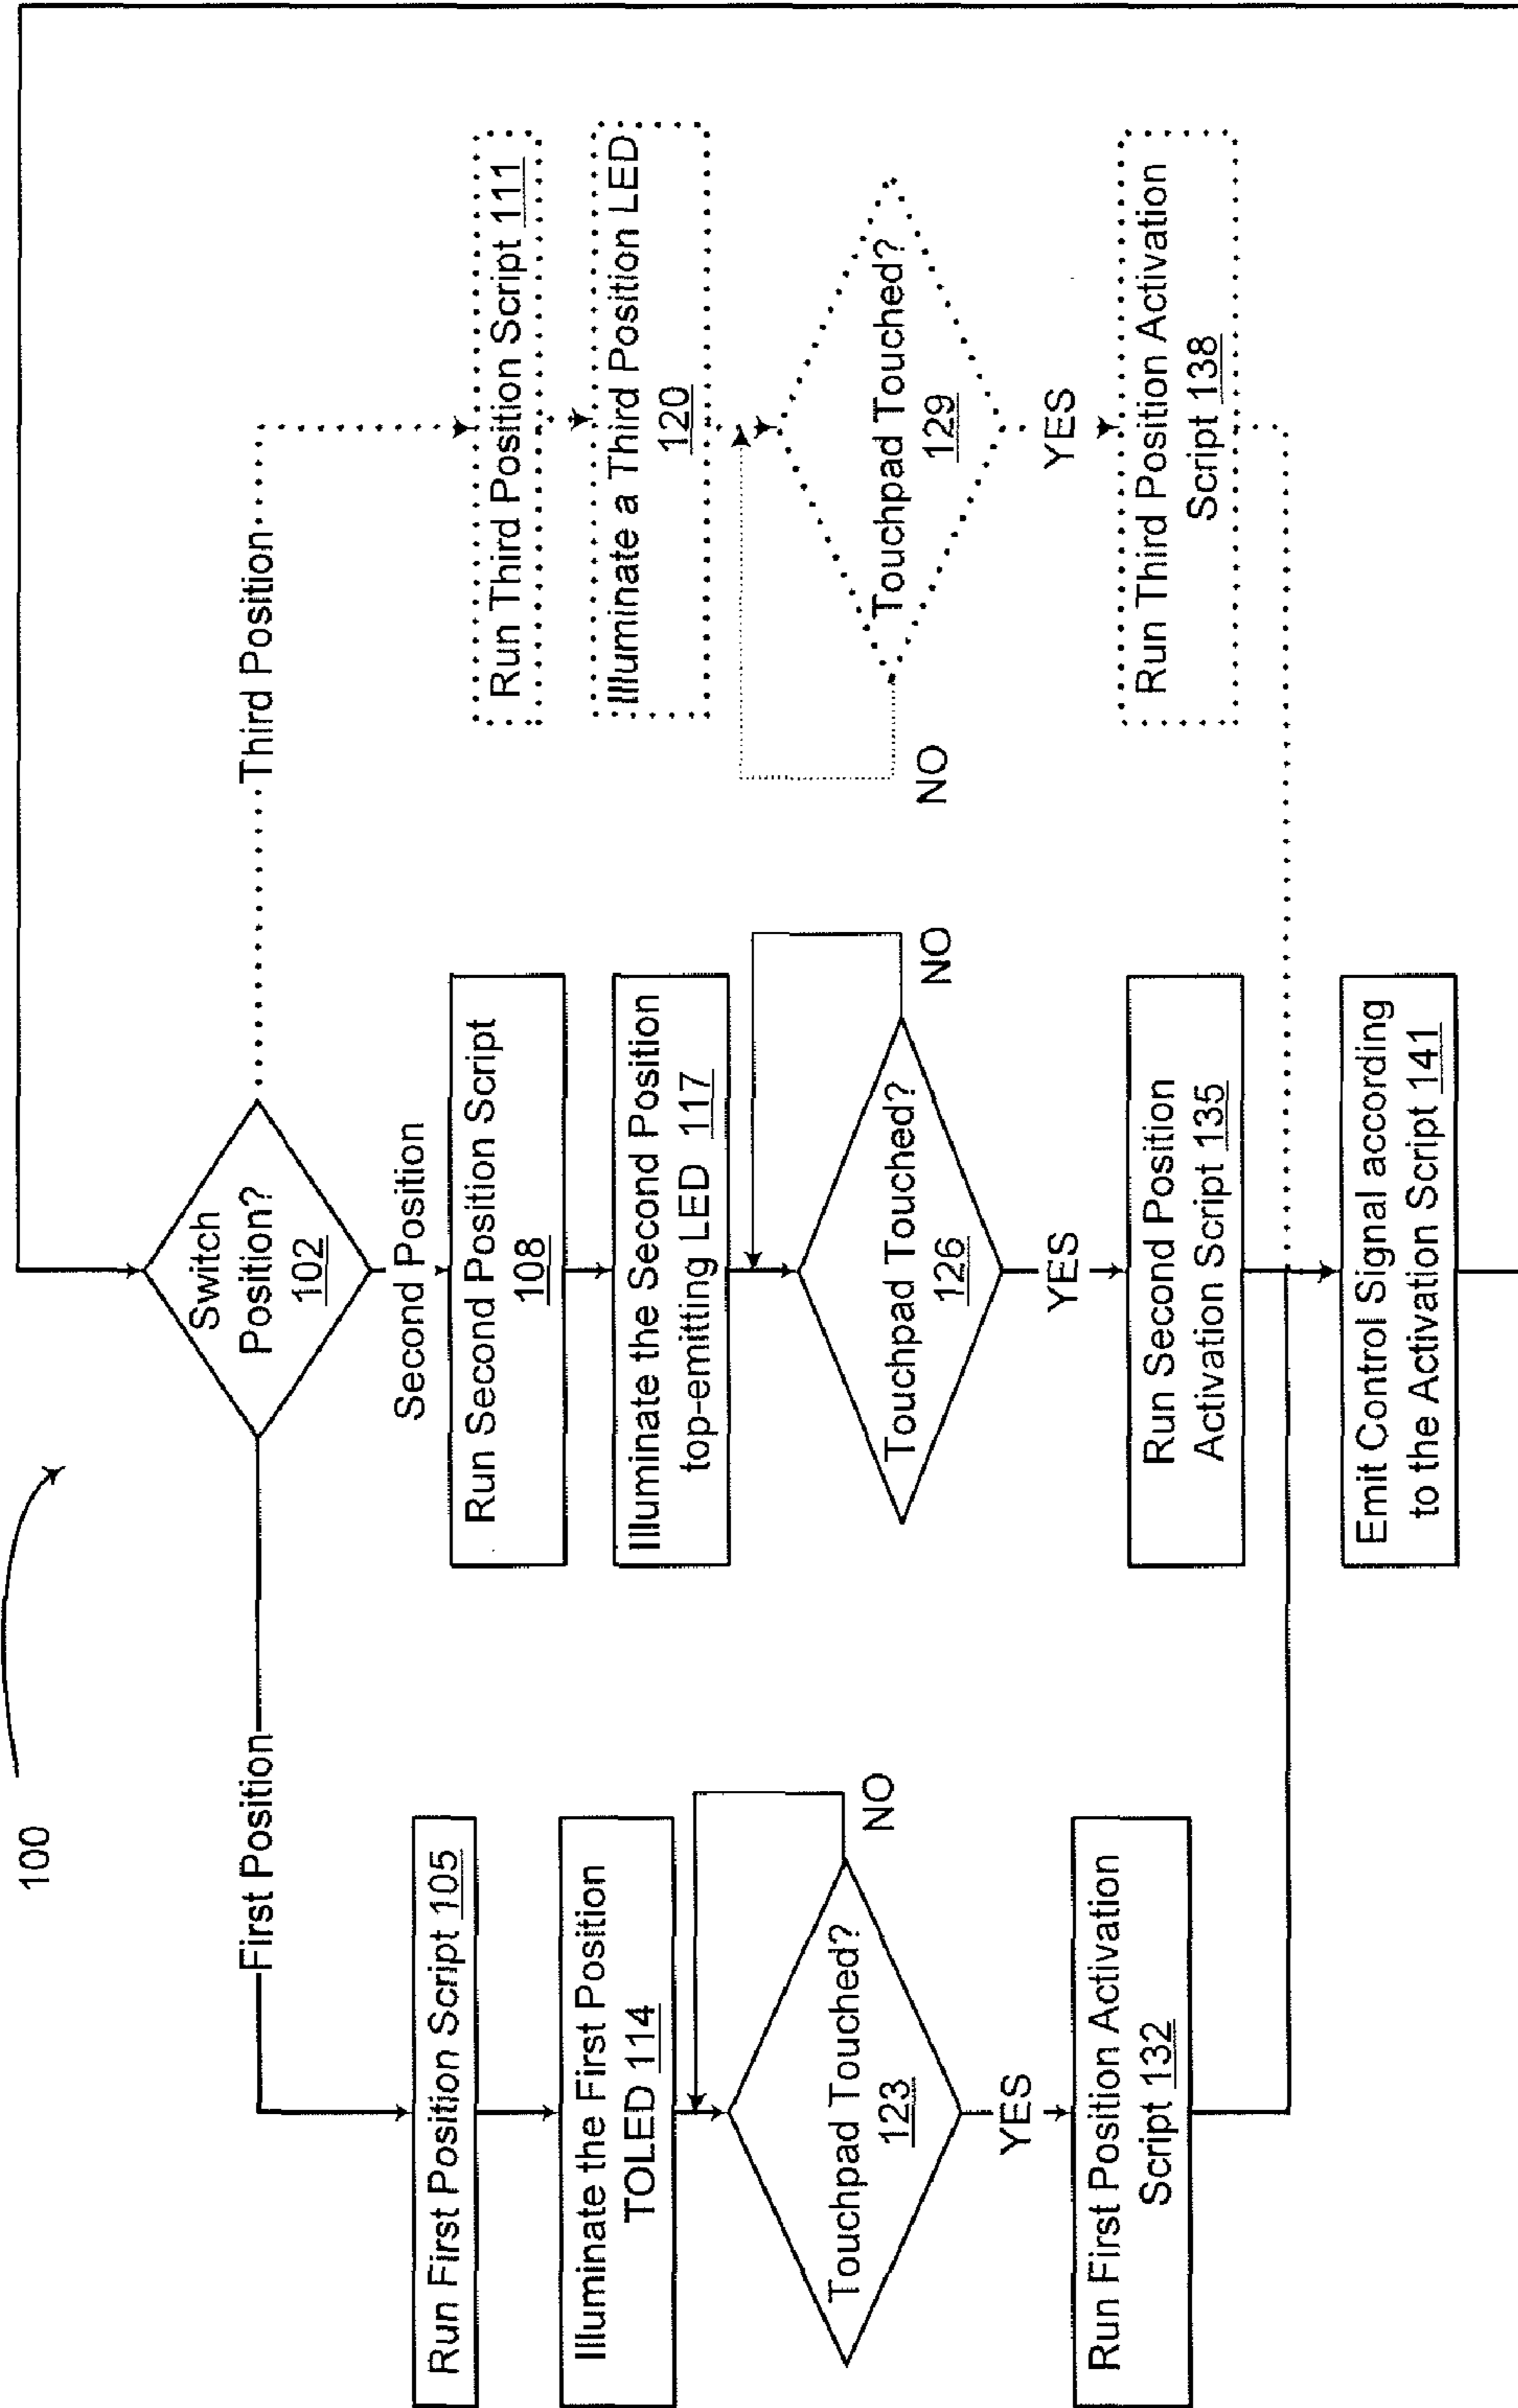 100
Switch
Position?
102
First Position
Second Position
Third Position
Run First Position Script 105
Illuminate the First Position
TOLED 114
Touchpad Touched?
123
NO
YES
Run First Position Activation
Script 132
Run Second Position Script
108
Illuminate the Second Position
top-emitting LED 117
Touchpad Touched?
126
NO
YES
Run Second Position
Activation Script 135
Run Third Position Script 111
Illuminate a Third Position LED
120
Touchpad Touched?
129
NO
YES
Run Third Position Activation
Script 138
Emit Control Signal according
to the Activation Script 141